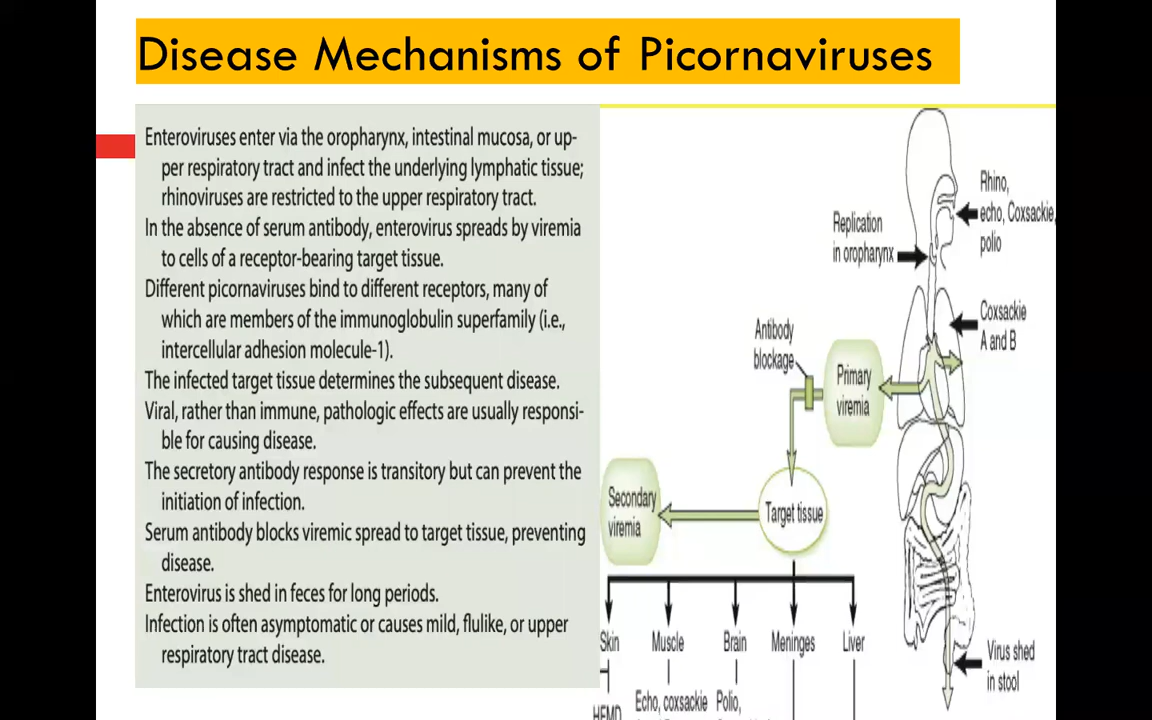 Disease Mechanisms of Picornaviruses
Enteroviruses enter via the oropharynx, intestinal mucosa, or up-
per respiratory tract and infect the underlying lymphatic tissue;
rhinoviruses are restricted to the upper respiratory tract.
In the absence of serum antibody, enterovirus spreads by viremia
to cells of a receptor-bearing target tissue.
Different picornaviruses bind to different receptors, many of
which are members of the immunoglobulin superfamily (i.e.,
intercellular adhesion molecule-1).
The infected target tissue determines the subsequent disease.
Viral, rather than immune, pathologic effects are usually responsi-
ble for causing disease.
The secretory antibody response is transitory but can prevent the
initiation of infection.
Serum antibody blocks viremic spread to target tissue, preventing
disease.
Enterovirus is shed in feces for long periods.
Infection is often asymptomatic or causes mild, flulike, or upper
respiratory tract disease.
Rhino,
echo, Coxsackie,
polio
Replication
in oropharynx
Coxsackie
A and B
Antibody
blockage
Primary
viremia
Secondary
viremia
Target tissue
Skin
Muscle
Brain
Meninges
Liver
Virus shed
in stool
HFMD
Echo, coxsackie
Polio,